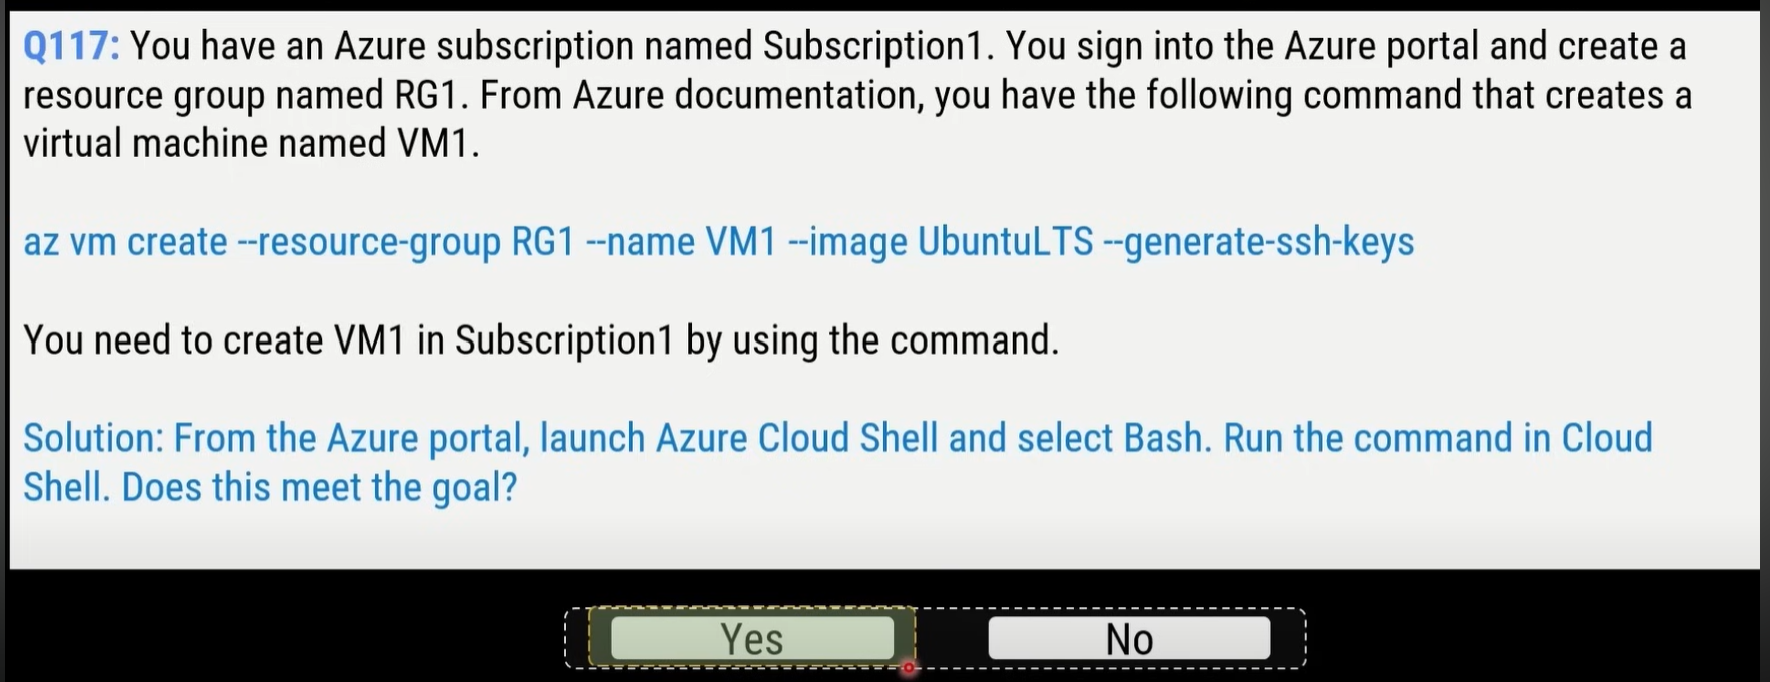 Q117: You have an Azure subscription named Subscription1. You sign into the Azure portal and create a
resource group named RG1. From Azure documentation, you have the following command that creates a
virtual machine named VM1.
az vm create --resource-group RG1 --name VM1 --image UbuntuLTS --generate-ssh-keys
You need to create VM1 in Subscription1 by using the command.
Solution: From the Azure portal, launch Azure Cloud Shell and select Bash. Run the command in Cloud
Shell. Does this meet the goal?
Yes No